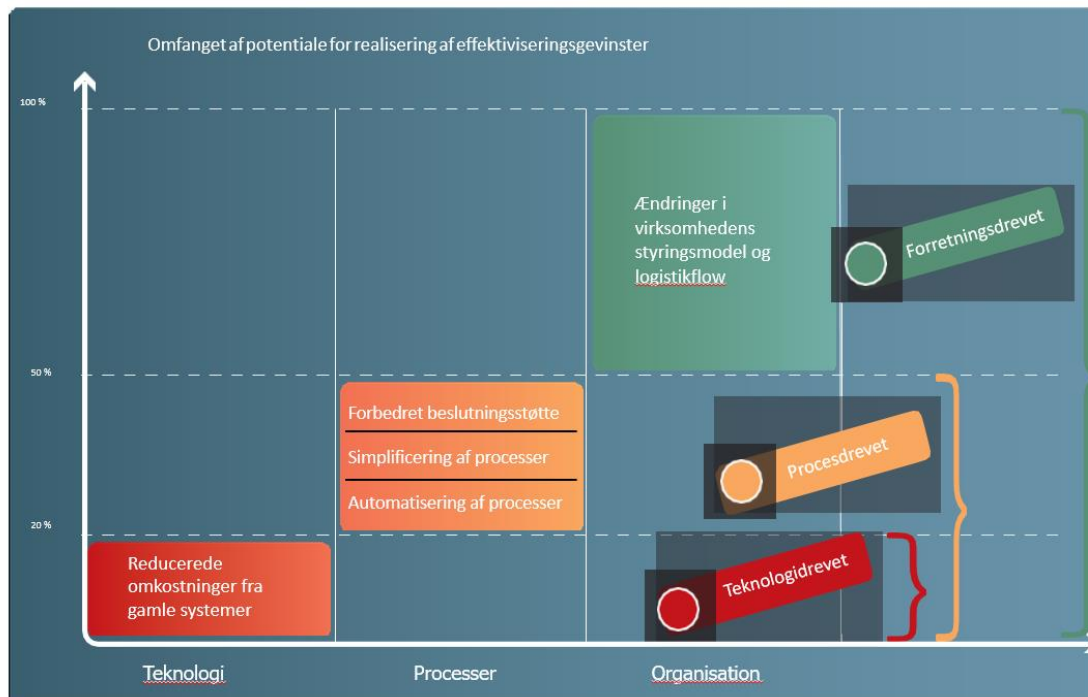 Omfanget af potentiale for realisering af effektiviseringsgevinster
100 %
Ændringer i
virksomhedens
styringsmodel og
logistikflow
Forretningsdrevet
50 %
Forbedret beslutningsstøtte
Simplificering af processer
Automatisering af processer
Procesdrevet
20 %
Reducerede
omkostninger fra
gamle systemer
Teknologidrevet
Teknologi
Processer
Organisation